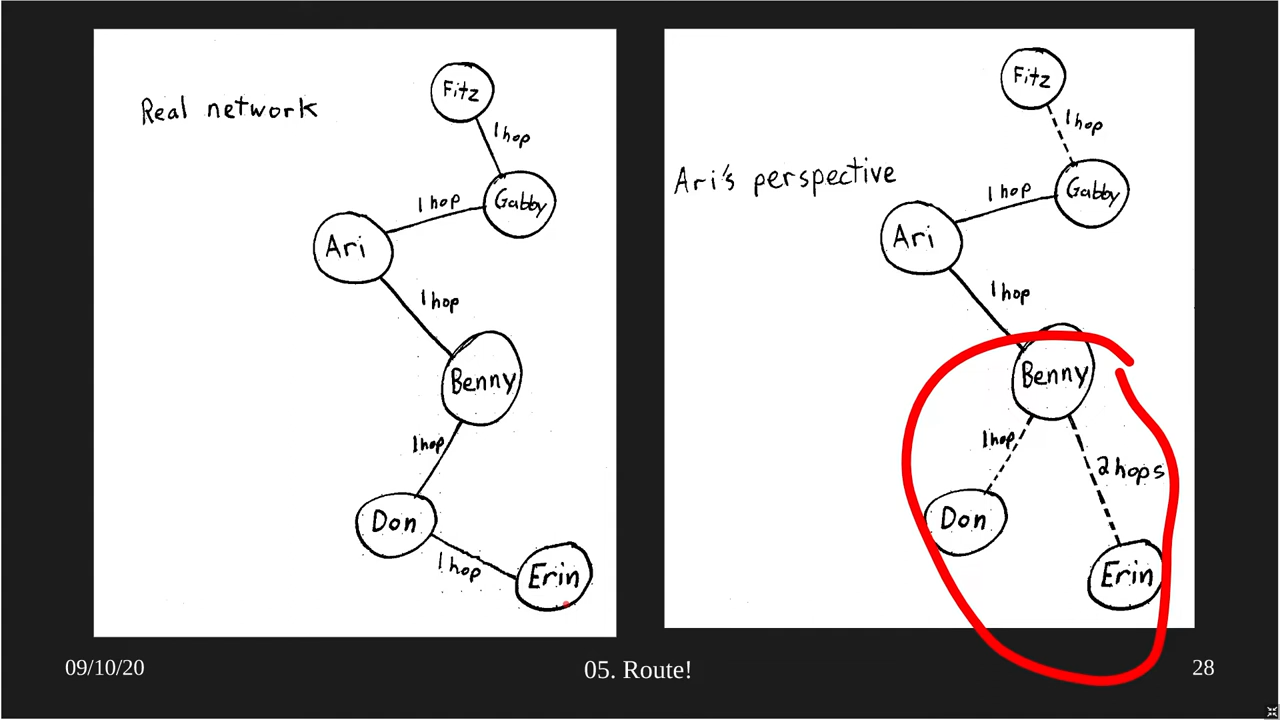 Real network
Fitz
1 hop
Gabby
1 hop
Ari
1 hop
Benny
1 hop
Don
1 hop
Erin
Ari's perspective
Fitz
1 hop
Gabby
1 hop
Ari
1 hop
Benny
1 hop
2 hops
Don
Erin
09/10/20
05. Route!
28